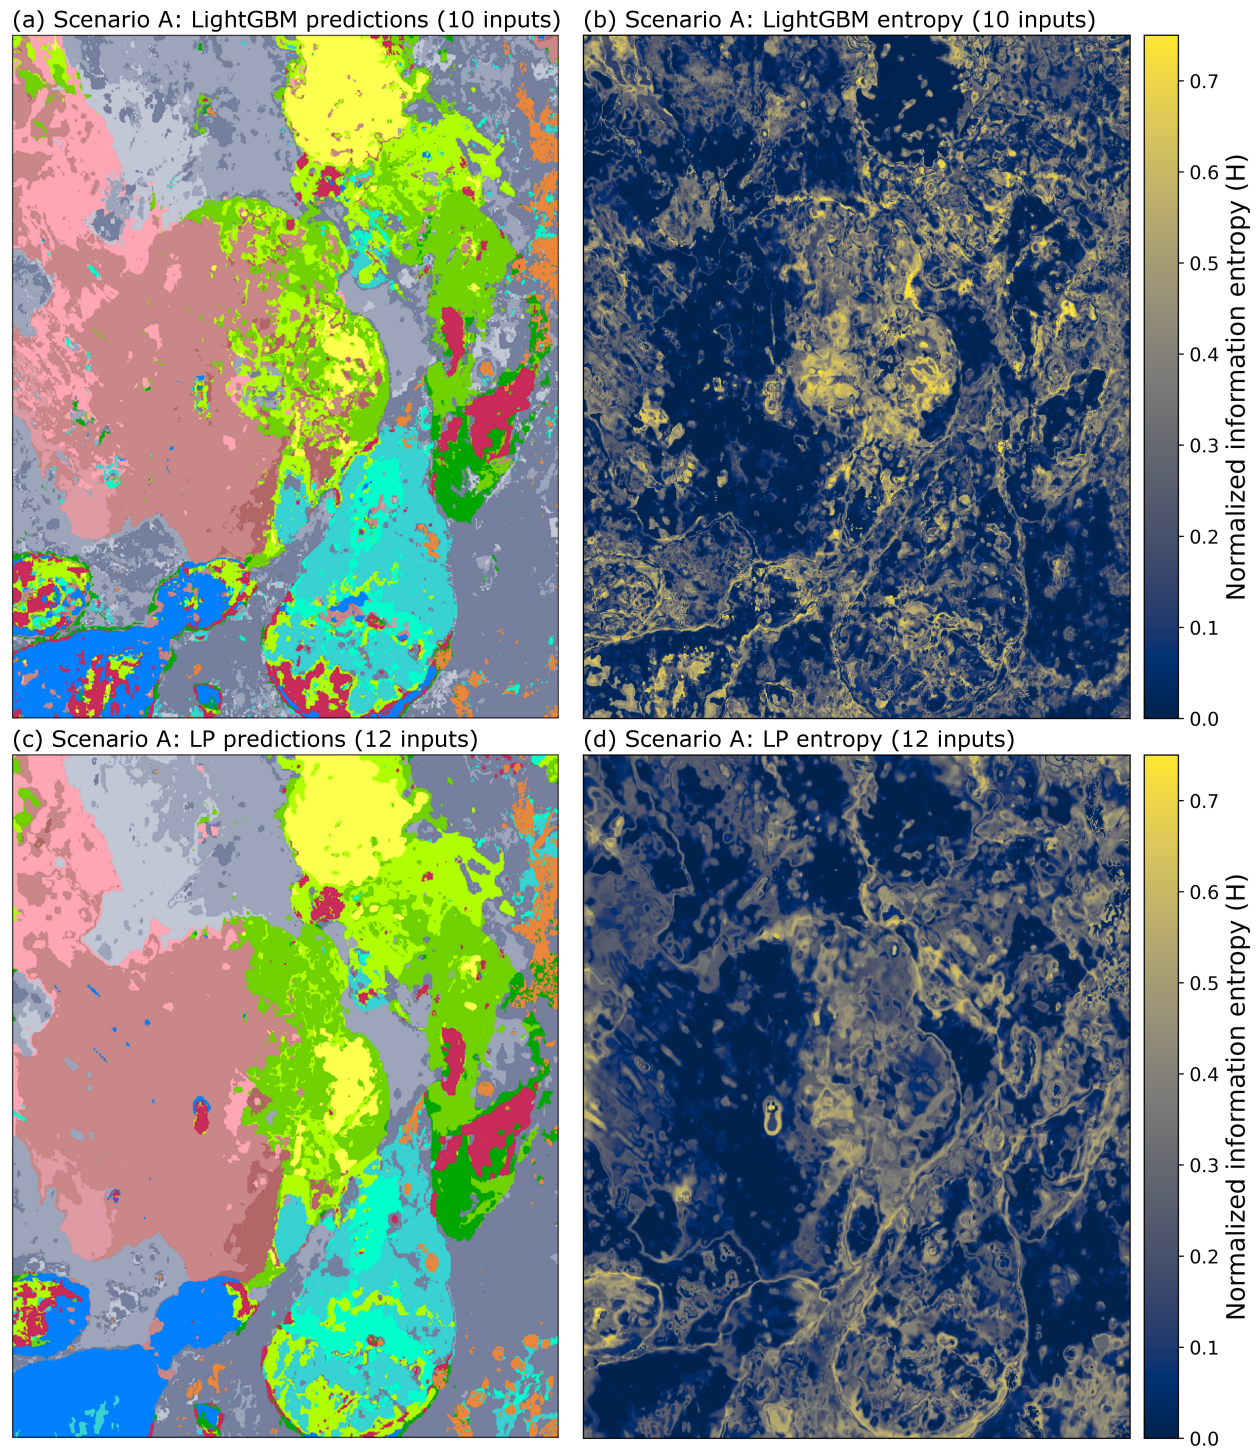 (a) Scenario A: LightGBM predictions (10 inputs)
(b) Scenario A: LightGBM entropy (10 inputs)
0.7
0.6
0.5
0.4
0.3
0.2
0.1
0.0
Normalized information entropy (H)
(c) Scenario A: LP predictions (12 inputs)
(d) Scenario A: LP entropy (12 inputs)
0.7
0.6
0.5
0.4
0.3
0.2
0.1
0.0
Normalized information entropy (H)